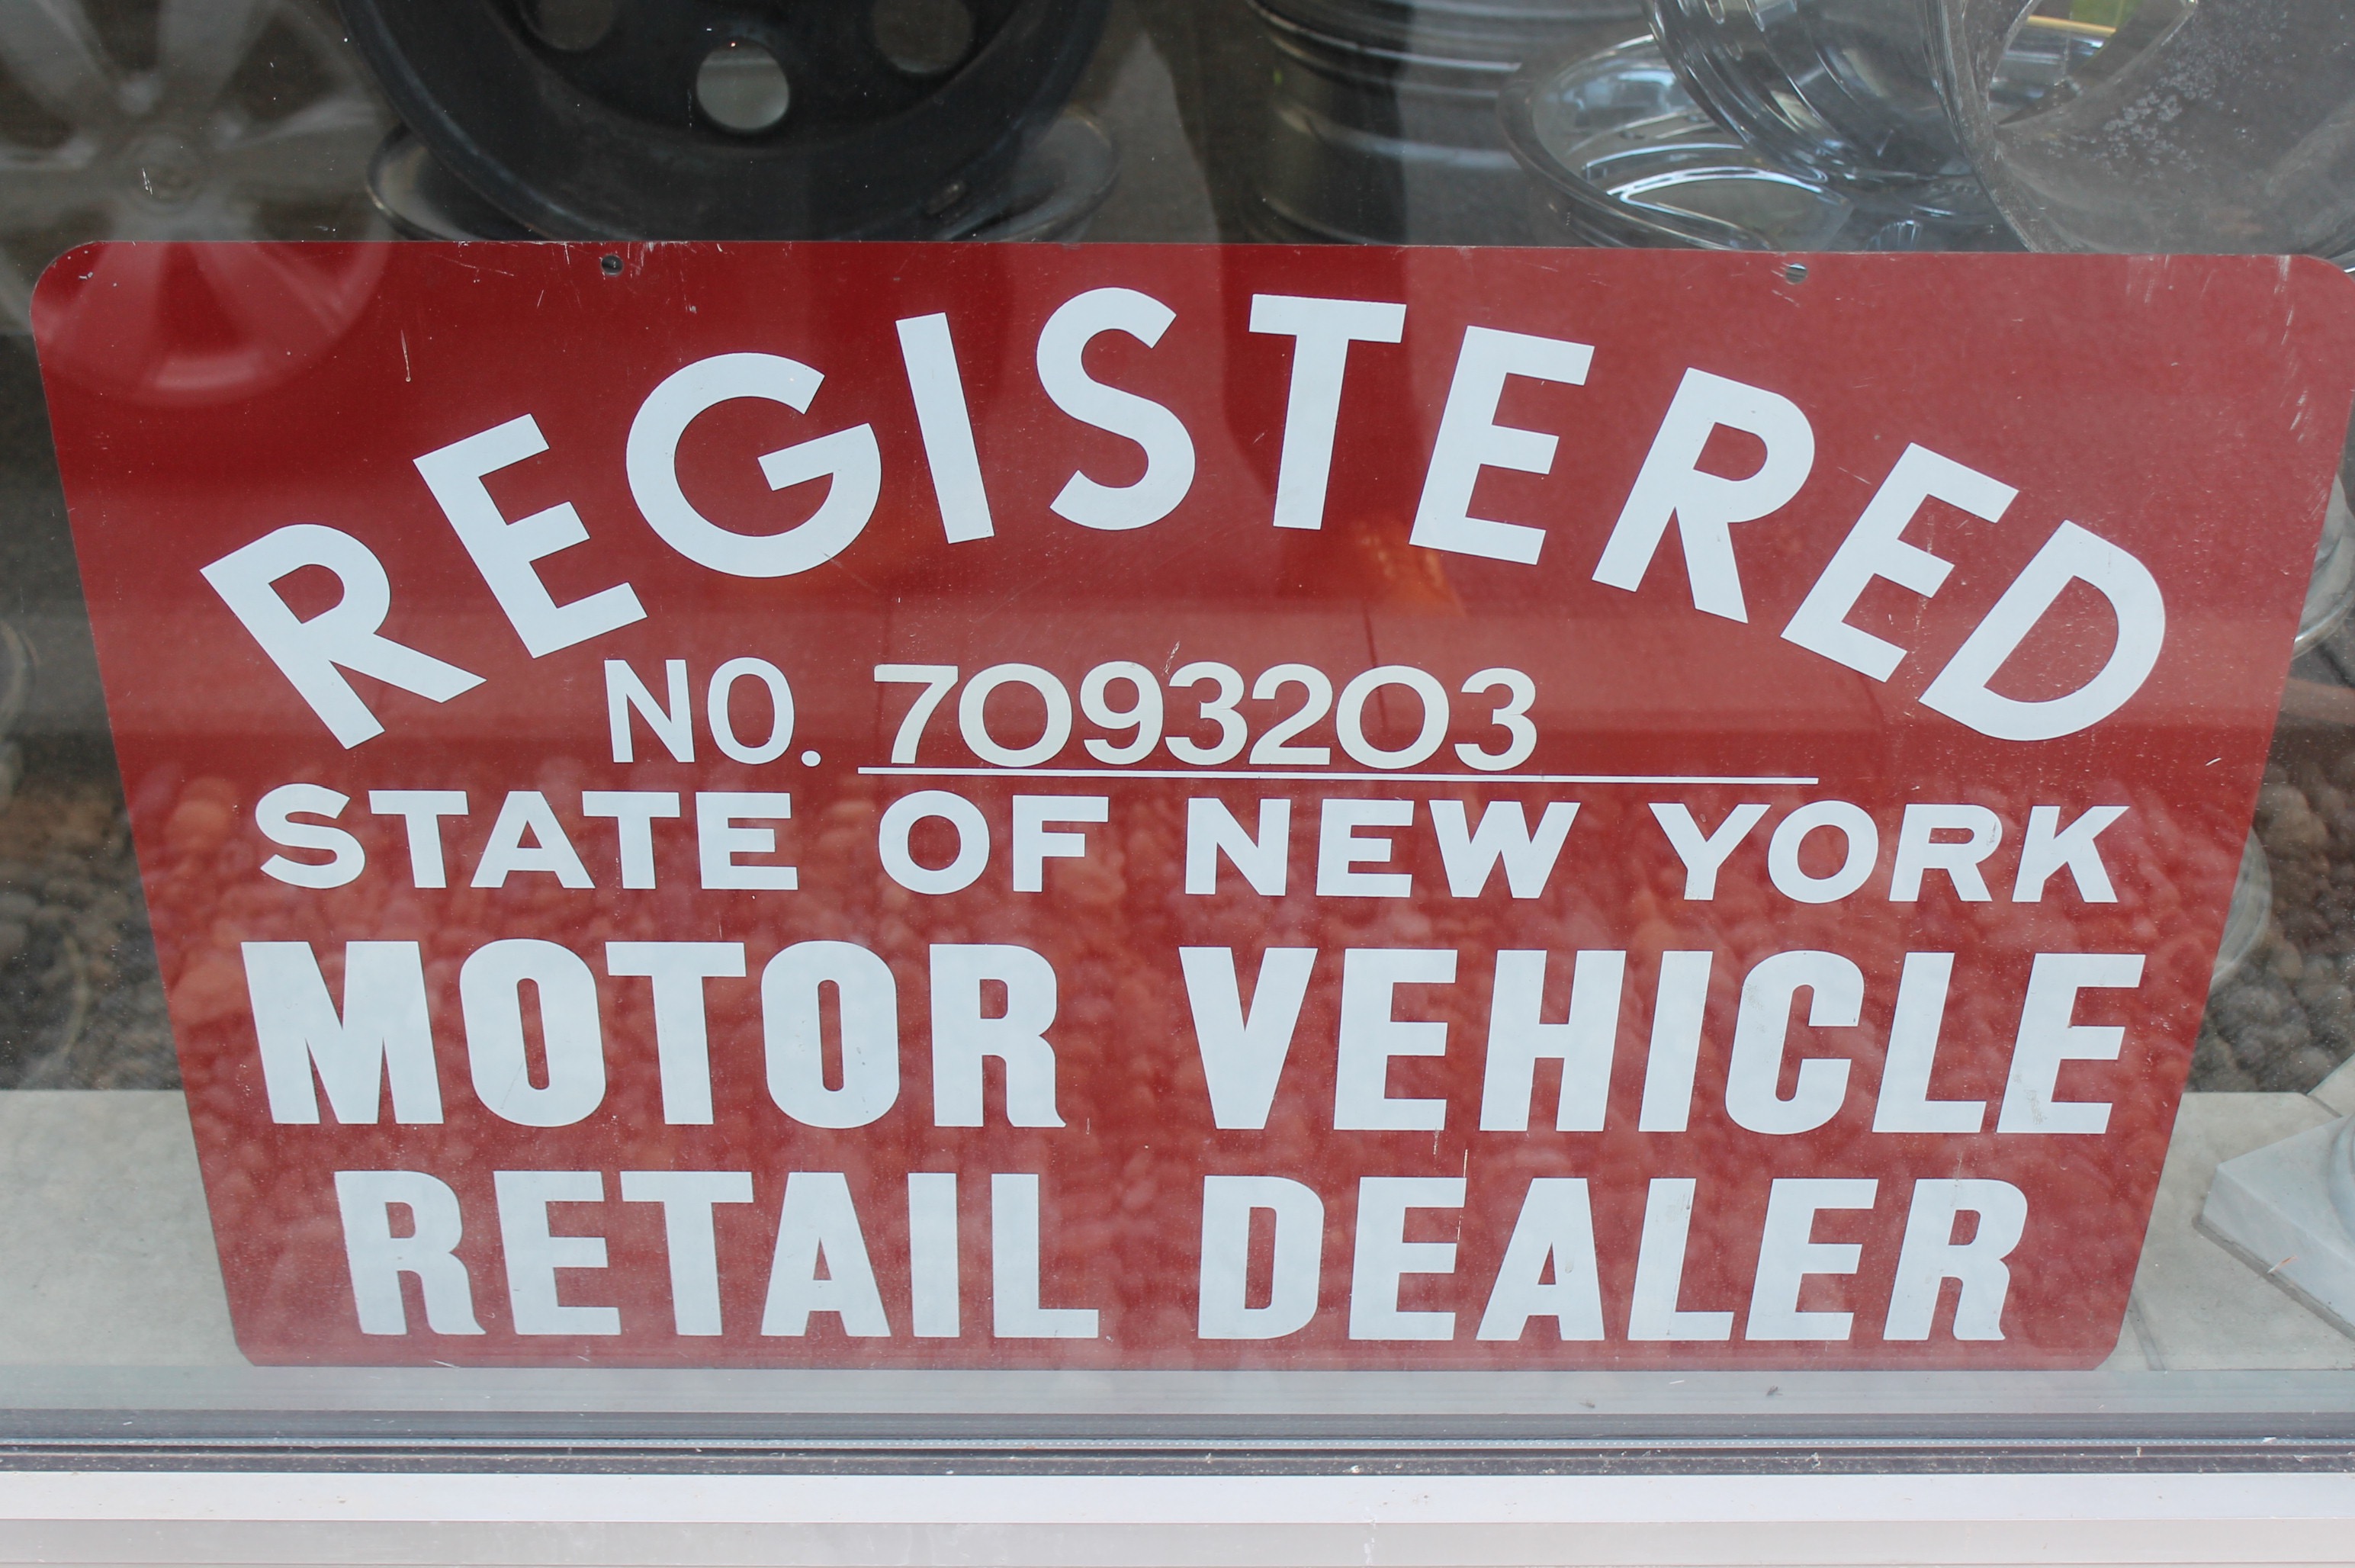 REGISTERED
NO. 7093203
STATE OF NEW YORK
MOTOR VEHICLE
RETAIL DEALER